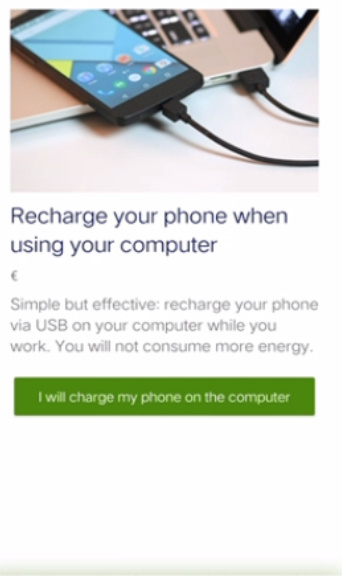 Recharge your phone when
using your computer
€
Simple but effective: recharge your phone
via USB on your computer while you
work. You will not consume more energy.
I will charge my phone on the computer